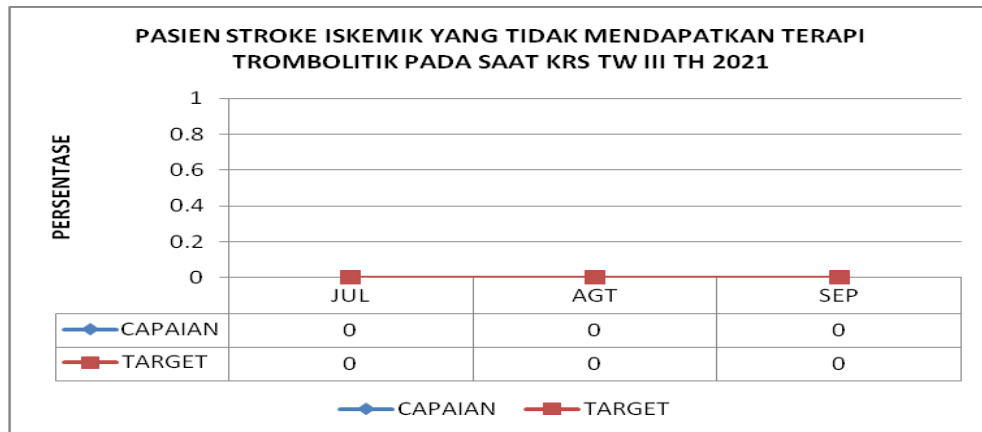 PASIEN STROKE ISKEMIK YANG TIDAK MENDAPATKAN TERAPI
TROMBOLITIK PADA SAAT KRS TW III TH 2021
PERSENTASE
1
0.8
0.6
0.4
0.2
0
JUL AGT SEP
CAPAIAN 0 0 0
TARGET 0 0 0
CAPAIAN TARGET